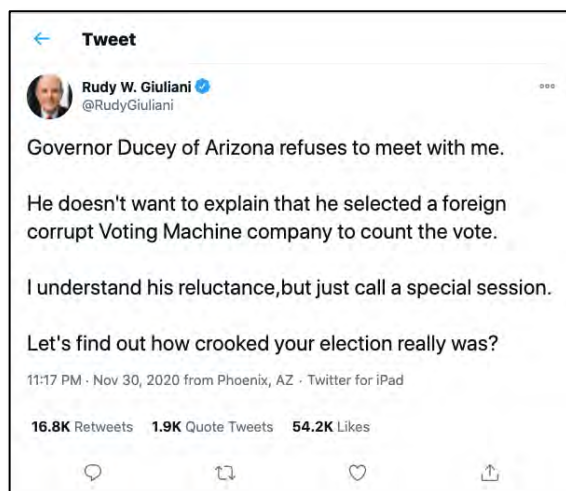 Tweet
Rudy W. Giuliani
@RudyGiuliani
Governor Ducey of Arizona refuses to meet with me.
He doesn't want to explain that he selected a foreign
corrupt Voting Machine company to count the vote.
I understand his reluctance,but just call a special session.
Let's find out how crooked your election really was?
11:17 PM · Nov 30, 2020 from Phoenix, AZ · Twitter for iPad
16.8K Retweets 1.9K Quote Tweets 54.2K Likes